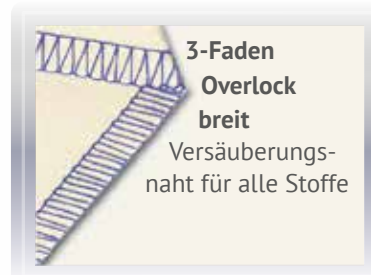 3-Faden
Overlock
breit
Versäuberungs-
naht für alle Stoffe